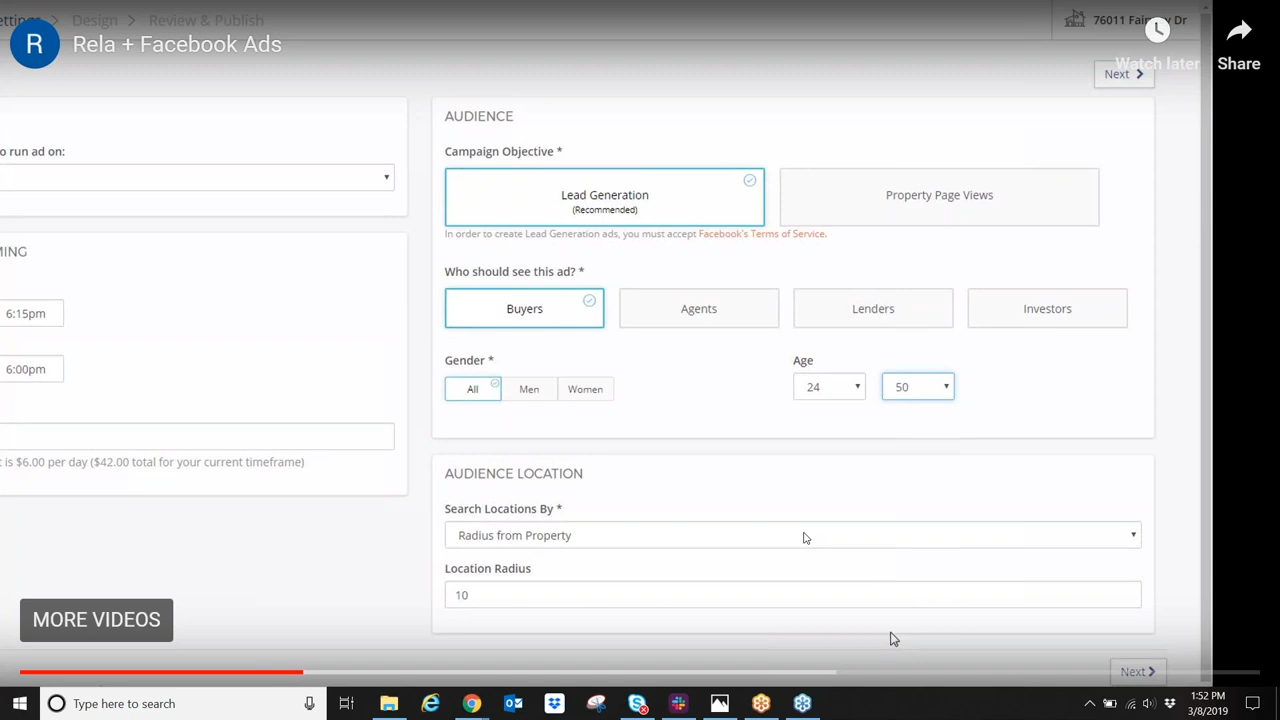 ettings Design Review & Publish
R Rela + Facebook Ads
76011 Fairway Dr
Watch later Share
Next
o run ad on:
MING
6:15pm
6:00pm
t is $6.00 per day ($42.00 total for your current timeframe)
AUDIENCE
Campaign Objective *
Lead Generation
(Recommended)
Property Page Views
In order to create Lead Generation ads, you must accept Facebook's Terms of Service.
Who should see this ad? *
Buyers Agents Lenders Investors
Gender * Age
All Men Women 24 50
AUDIENCE LOCATION
Search Locations By *
Radius from Property
Location Radius
10
MORE VIDEOS
Next
Type here to search
1:52 PM
3/8/2019